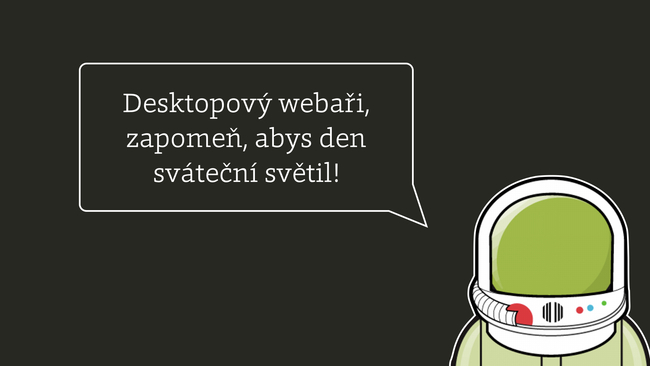 Desktopový webaři,
zapomeň, abys den
sváteční světil!